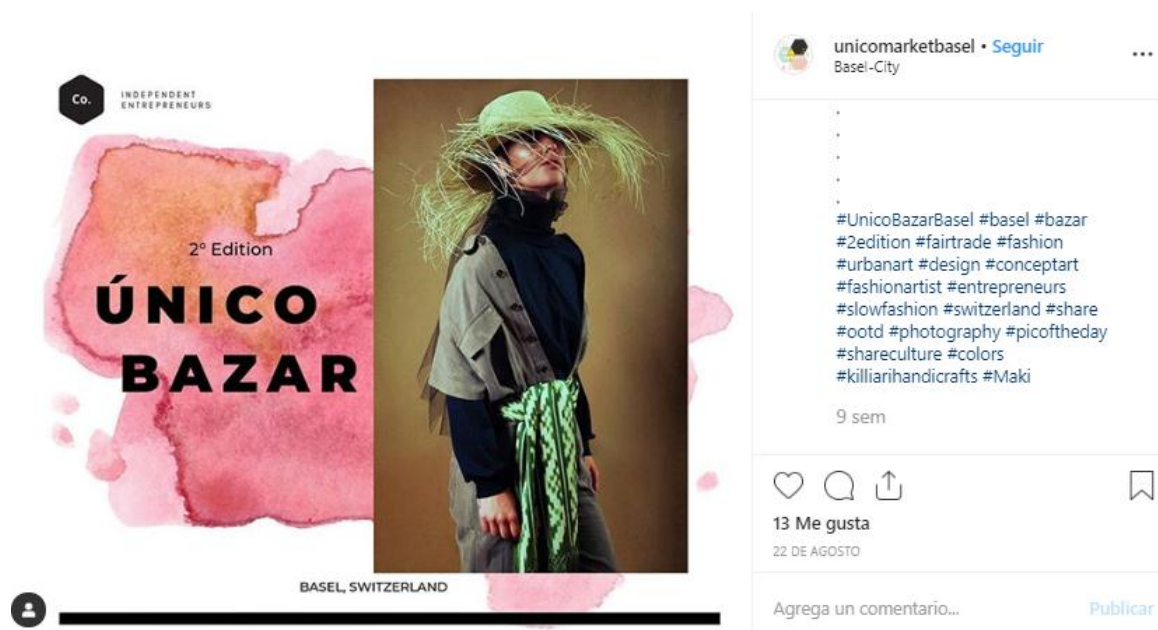 Co.
INDEPENDENT
ENTREPRENEURS
2° Edition
ÚNICO
BAZAR
BASEL, SWITZERLAND
unicomarketbasel • Seguir
Basel-City
.
.
.
.
.
#UnicoBazarBasel #basel #bazar
#2edition #fairtrade #fashion
#urbanart #design #conceptart
#fashionartist #entrepreneurs
#slowfashion #switzerland #share
#ootd #photography #picoftheday
#shareculture #colors
#killiarihandicrafts #Maki
9 sem
13 Me gusta
22 DE AGOSTO
Agrega un comentario... Publicar